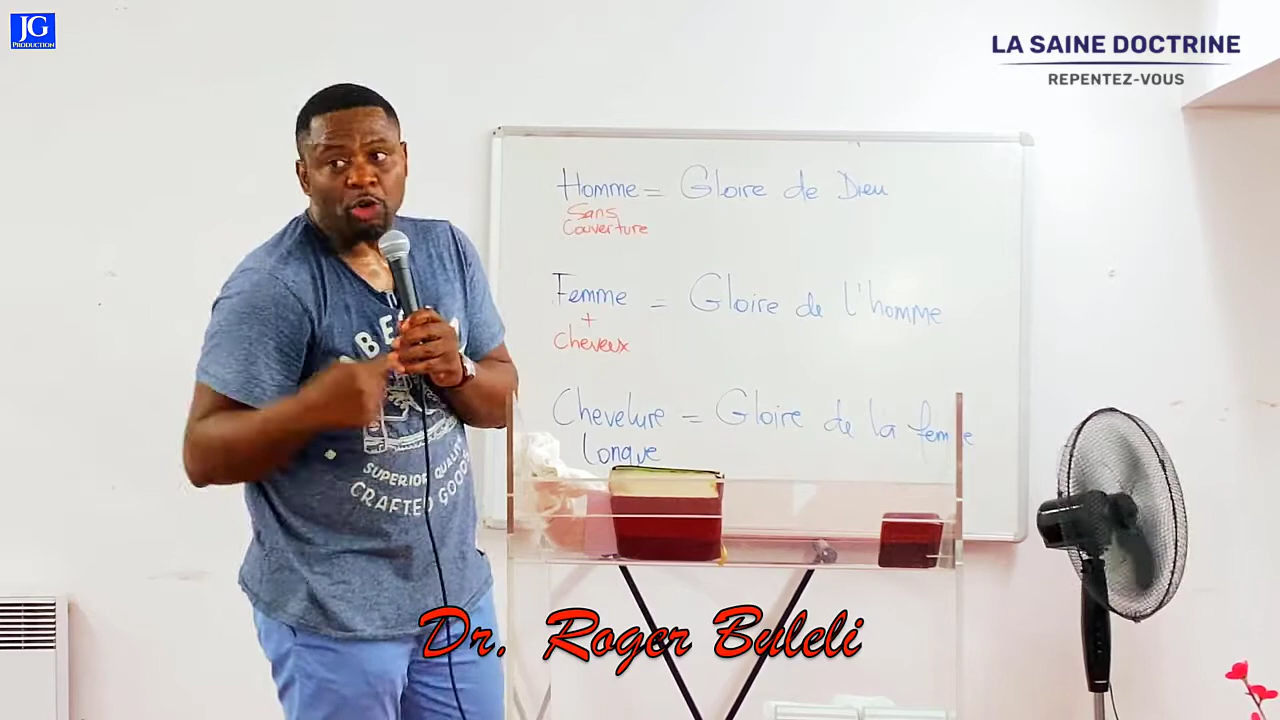 JG
PRODUCTION
LA SAINE DOCTRINE
REPENTEZ-VOUS
Homme = Gloire de Dieu
Sans
Couverture
Femme = Gloire de l'homme
+
Cheveux
Chevelure = Gloire de la femme
Longue
SUPERIOR QUALITY
CRAFTED GOODS
Dr. Roger Buleli